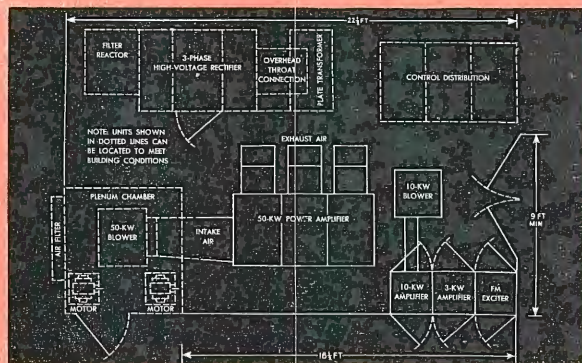 22½ FT
FILTER
REACTOR
3-PHASE
HIGH-VOLTAGE RECTIFIER
OVERHEAD
THROAT
CONNECTION
PLATE TRANSFORMER
CONTROL DISTRIBUTION
NOTE: UNITS SHOWN
IN DOTTED LINES CAN
BE LOCATED TO MEET
BUILDING CONDITIONS
EXHAUST AIR
PLENUM CHAMBER
AIR FILTER
50-KW
BLOWER
INTAKE
AIR
50-KW POWER AMPLIFIER
10-KW
BLOWER
9 FT
MIN
MOTOR
MOTOR
10-KW
AMPLIFIER
3-KW
AMPLIFIER
FM
EXCITER
FT